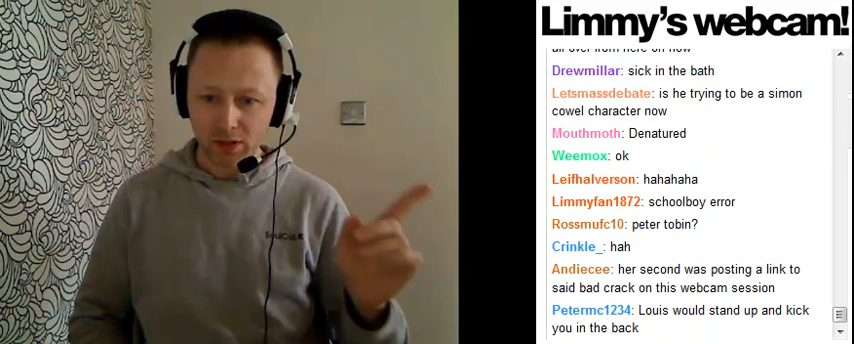 Limmy's webcam!
all over from here on now
Drewmillar: sick in the bath
Letsmassdebate: is he trying to be a simon
cowel character now
Mouthmoth: Denatured
Weemox: ok
Leifhalverson: hahahaha
Limmyfan1872: schoolboy error
Rossmufc10: peter tobin?
Crinkle_: hah
Andiecee: her second was posting a link to
said bad crack on this webcam session
Petermc1234: Louis would stand up and kick
you in the back